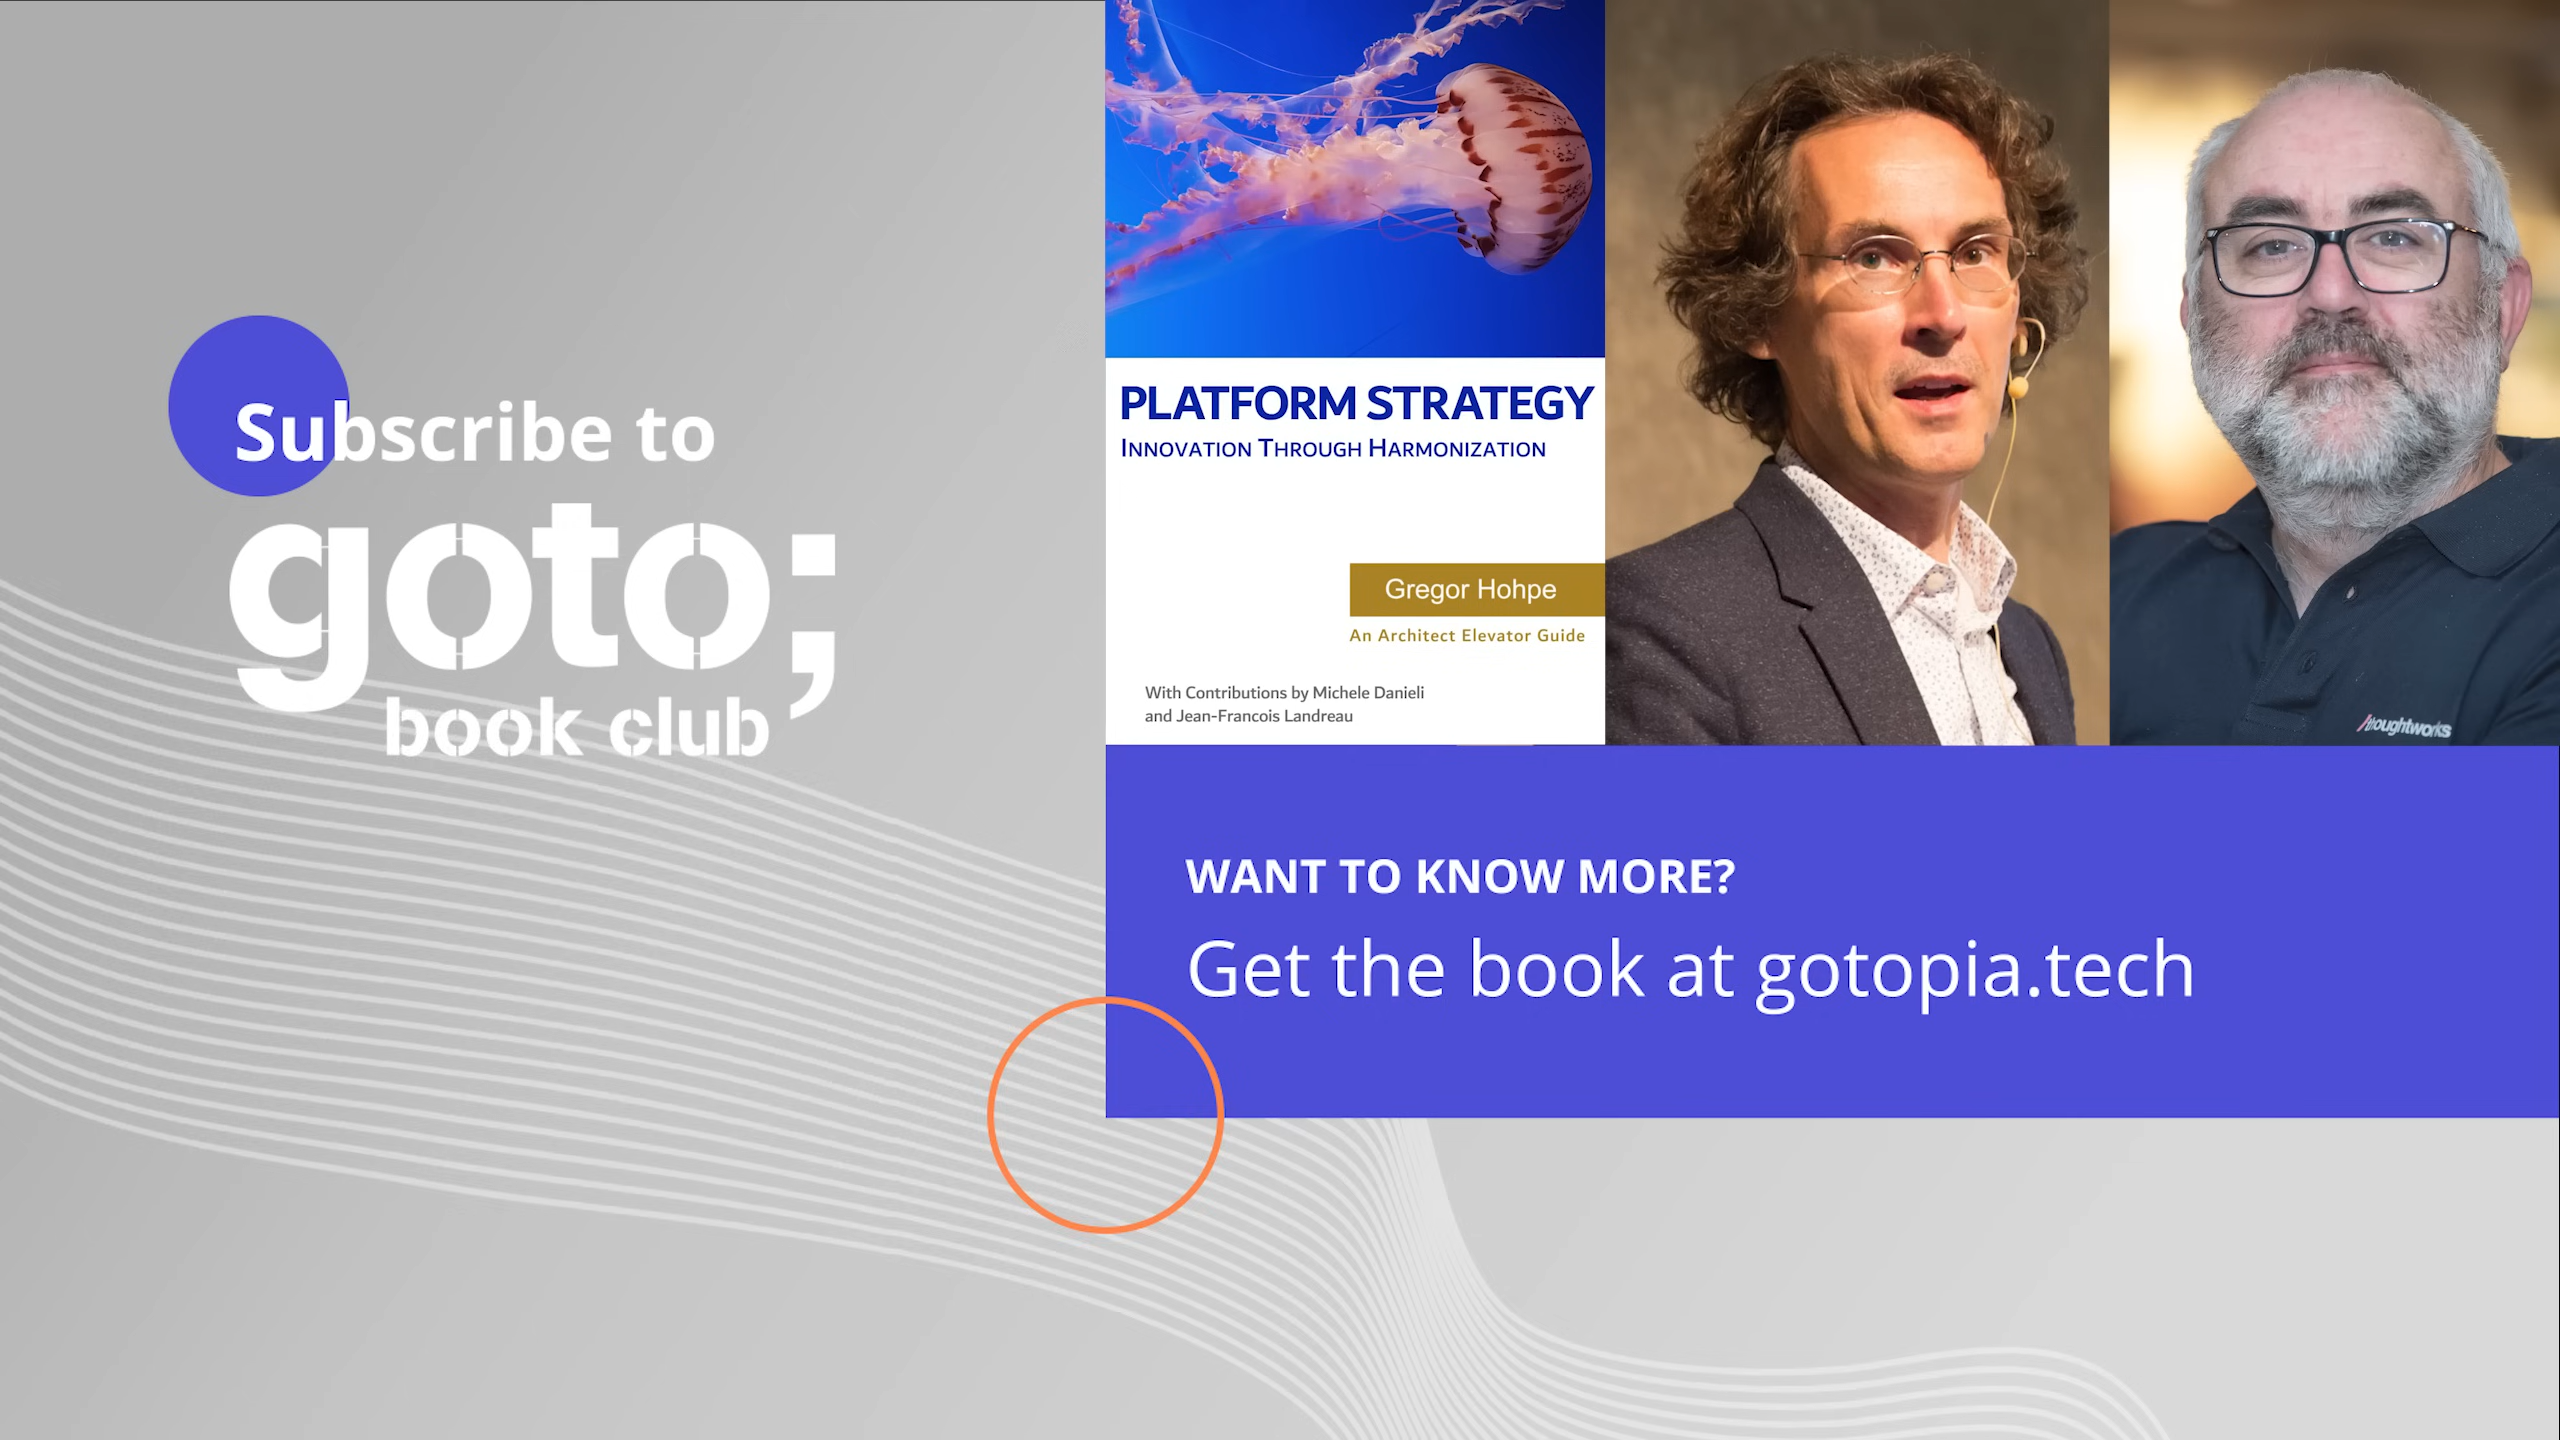 Subscribe to
goto;
book club
PLATFORM STRATEGY
INNOVATION THROUGH HARMONIZATION
Gregor Hohpe
An Architect Elevator Guide
With Contributions by Michele Danieli
and Jean-Francois Landreau
/thoughtworks
WANT TO KNOW MORE?
Get the book at gotopia.tech